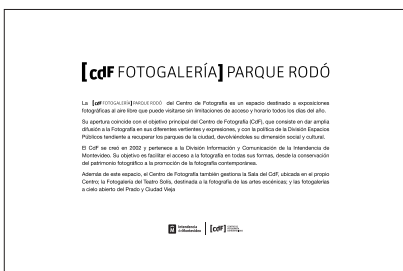 [cdF FOTOGALERÍA] PARQUE RODÓ
La [cdF FOTOGALERÍA] PARQUE RODÓ del Centro de Fotografía es un espacio destinado a exposiciones
fotográficas al aire libre que puede visitarse sin limitaciones de acceso y horario todos los días del año.
Su apertura coincide con el objetivo principal del Centro de Fotografía (CdF), que consiste en dar amplia
difusión a la Fotografía en sus diferentes vertientes y expresiones, y con la política de la División Espacios
Públicos tendiente a recuperar los parques de la ciudad, devolviéndoles su dimensión social y cultural.
El CdF se creó en 2002 y pertenece a la División Información y Comunicación de la Intendencia de
Montevideo. Su objetivo es facilitar el acceso a la fotografía en todas sus formas, desde la conservación
del patrimonio fotográfico a la promoción de la fotografía contemporánea.
Además de este espacio, el Centro de Fotografía también gestiona la Sala del CdF, ubicada en el propio
Centro; la Fotogalería del Teatro Solís, destinada a la fotografía de las artes escénicas; y las fotogalerías
a cielo abierto del Prado y Ciudad Vieja
Intendencia
de Montevideo
[cdF]